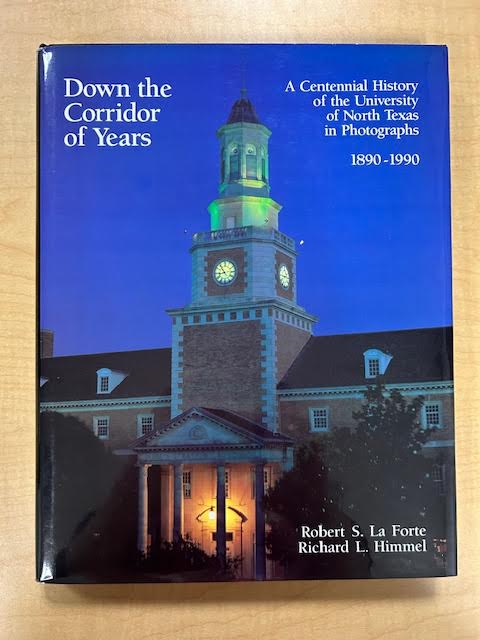 Down the
Corridor
of Years
A Centennial History
of the University
of North Texas
in Photographs
1890-1990
Robert S. La Forte
Richard L. Himmel